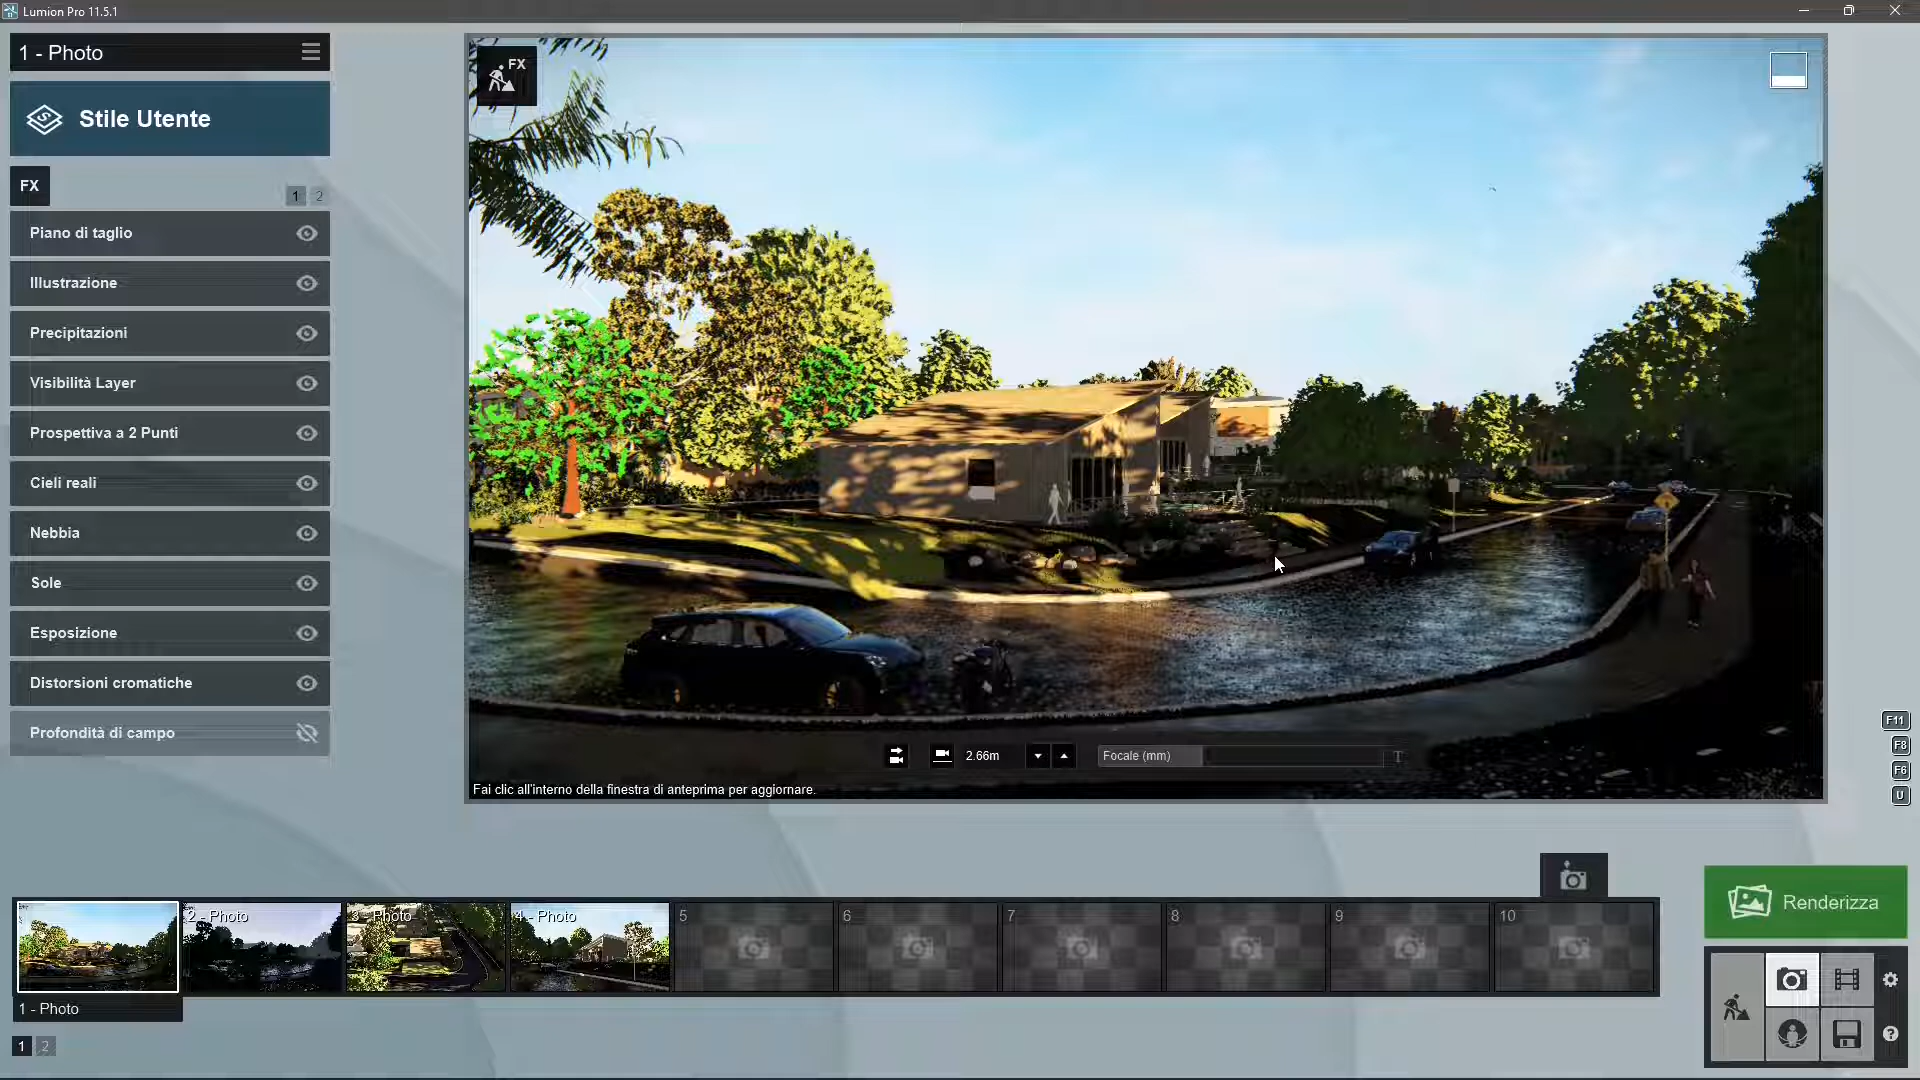 Lumion Pro 11.5.1
1 - Photo
Stile Utente
FX
1 2
Piano di taglio
Illustrazione
Precipitazioni
Visibilità Layer
Prospettiva a 2 Punti
Cieli reali
Nebbia
Sole
Esposizione
Distorsioni cromatiche
Profondità di campo
FX
2.66m
Focale (mm)
T
Fai clic all'interno della finestra di anteprima per aggiornare.
F11
F8
F6
U
2 - Photo
3 - Photo
4 - Photo
5
6
7
8
9
10
1 - Photo
1 2
Renderizza
?